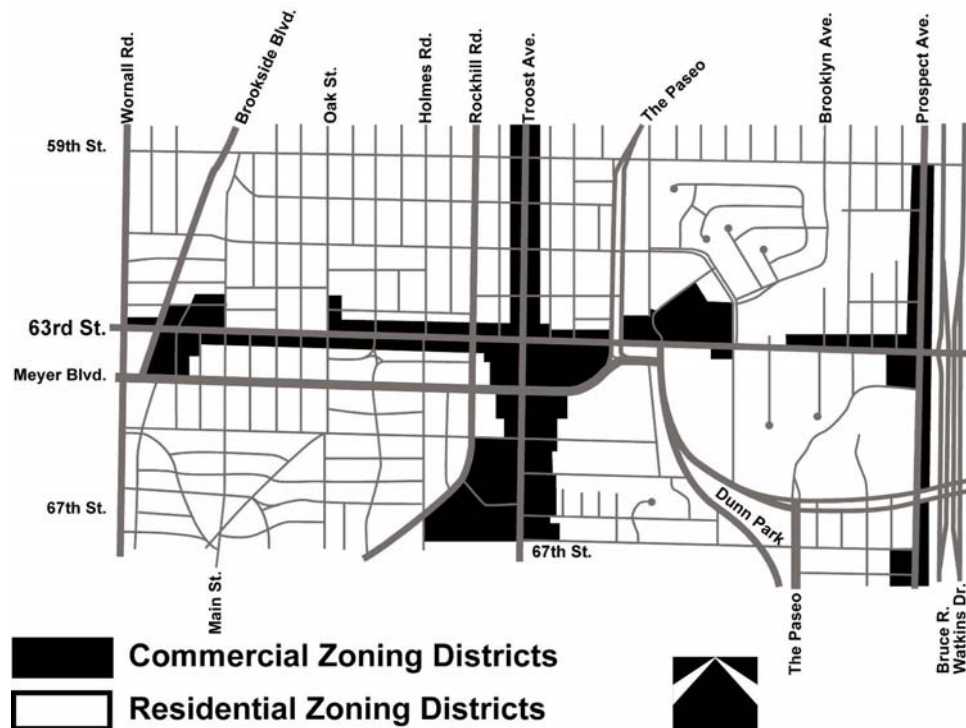 Wornall Rd.
Brookside Blvd.
Oak St.
Holmes Rd.
Rockhill Rd.
Troost Ave.
The Paseo
Brooklyn Ave.
Prospect Ave.
59th St.
63rd St.
Meyer Blvd.
67th St.
Dunn Park
67th St.
Main St.
The Paseo
Bruce R.
Watkins Dr.
Commercial Zoning Districts
Residential Zoning Districts